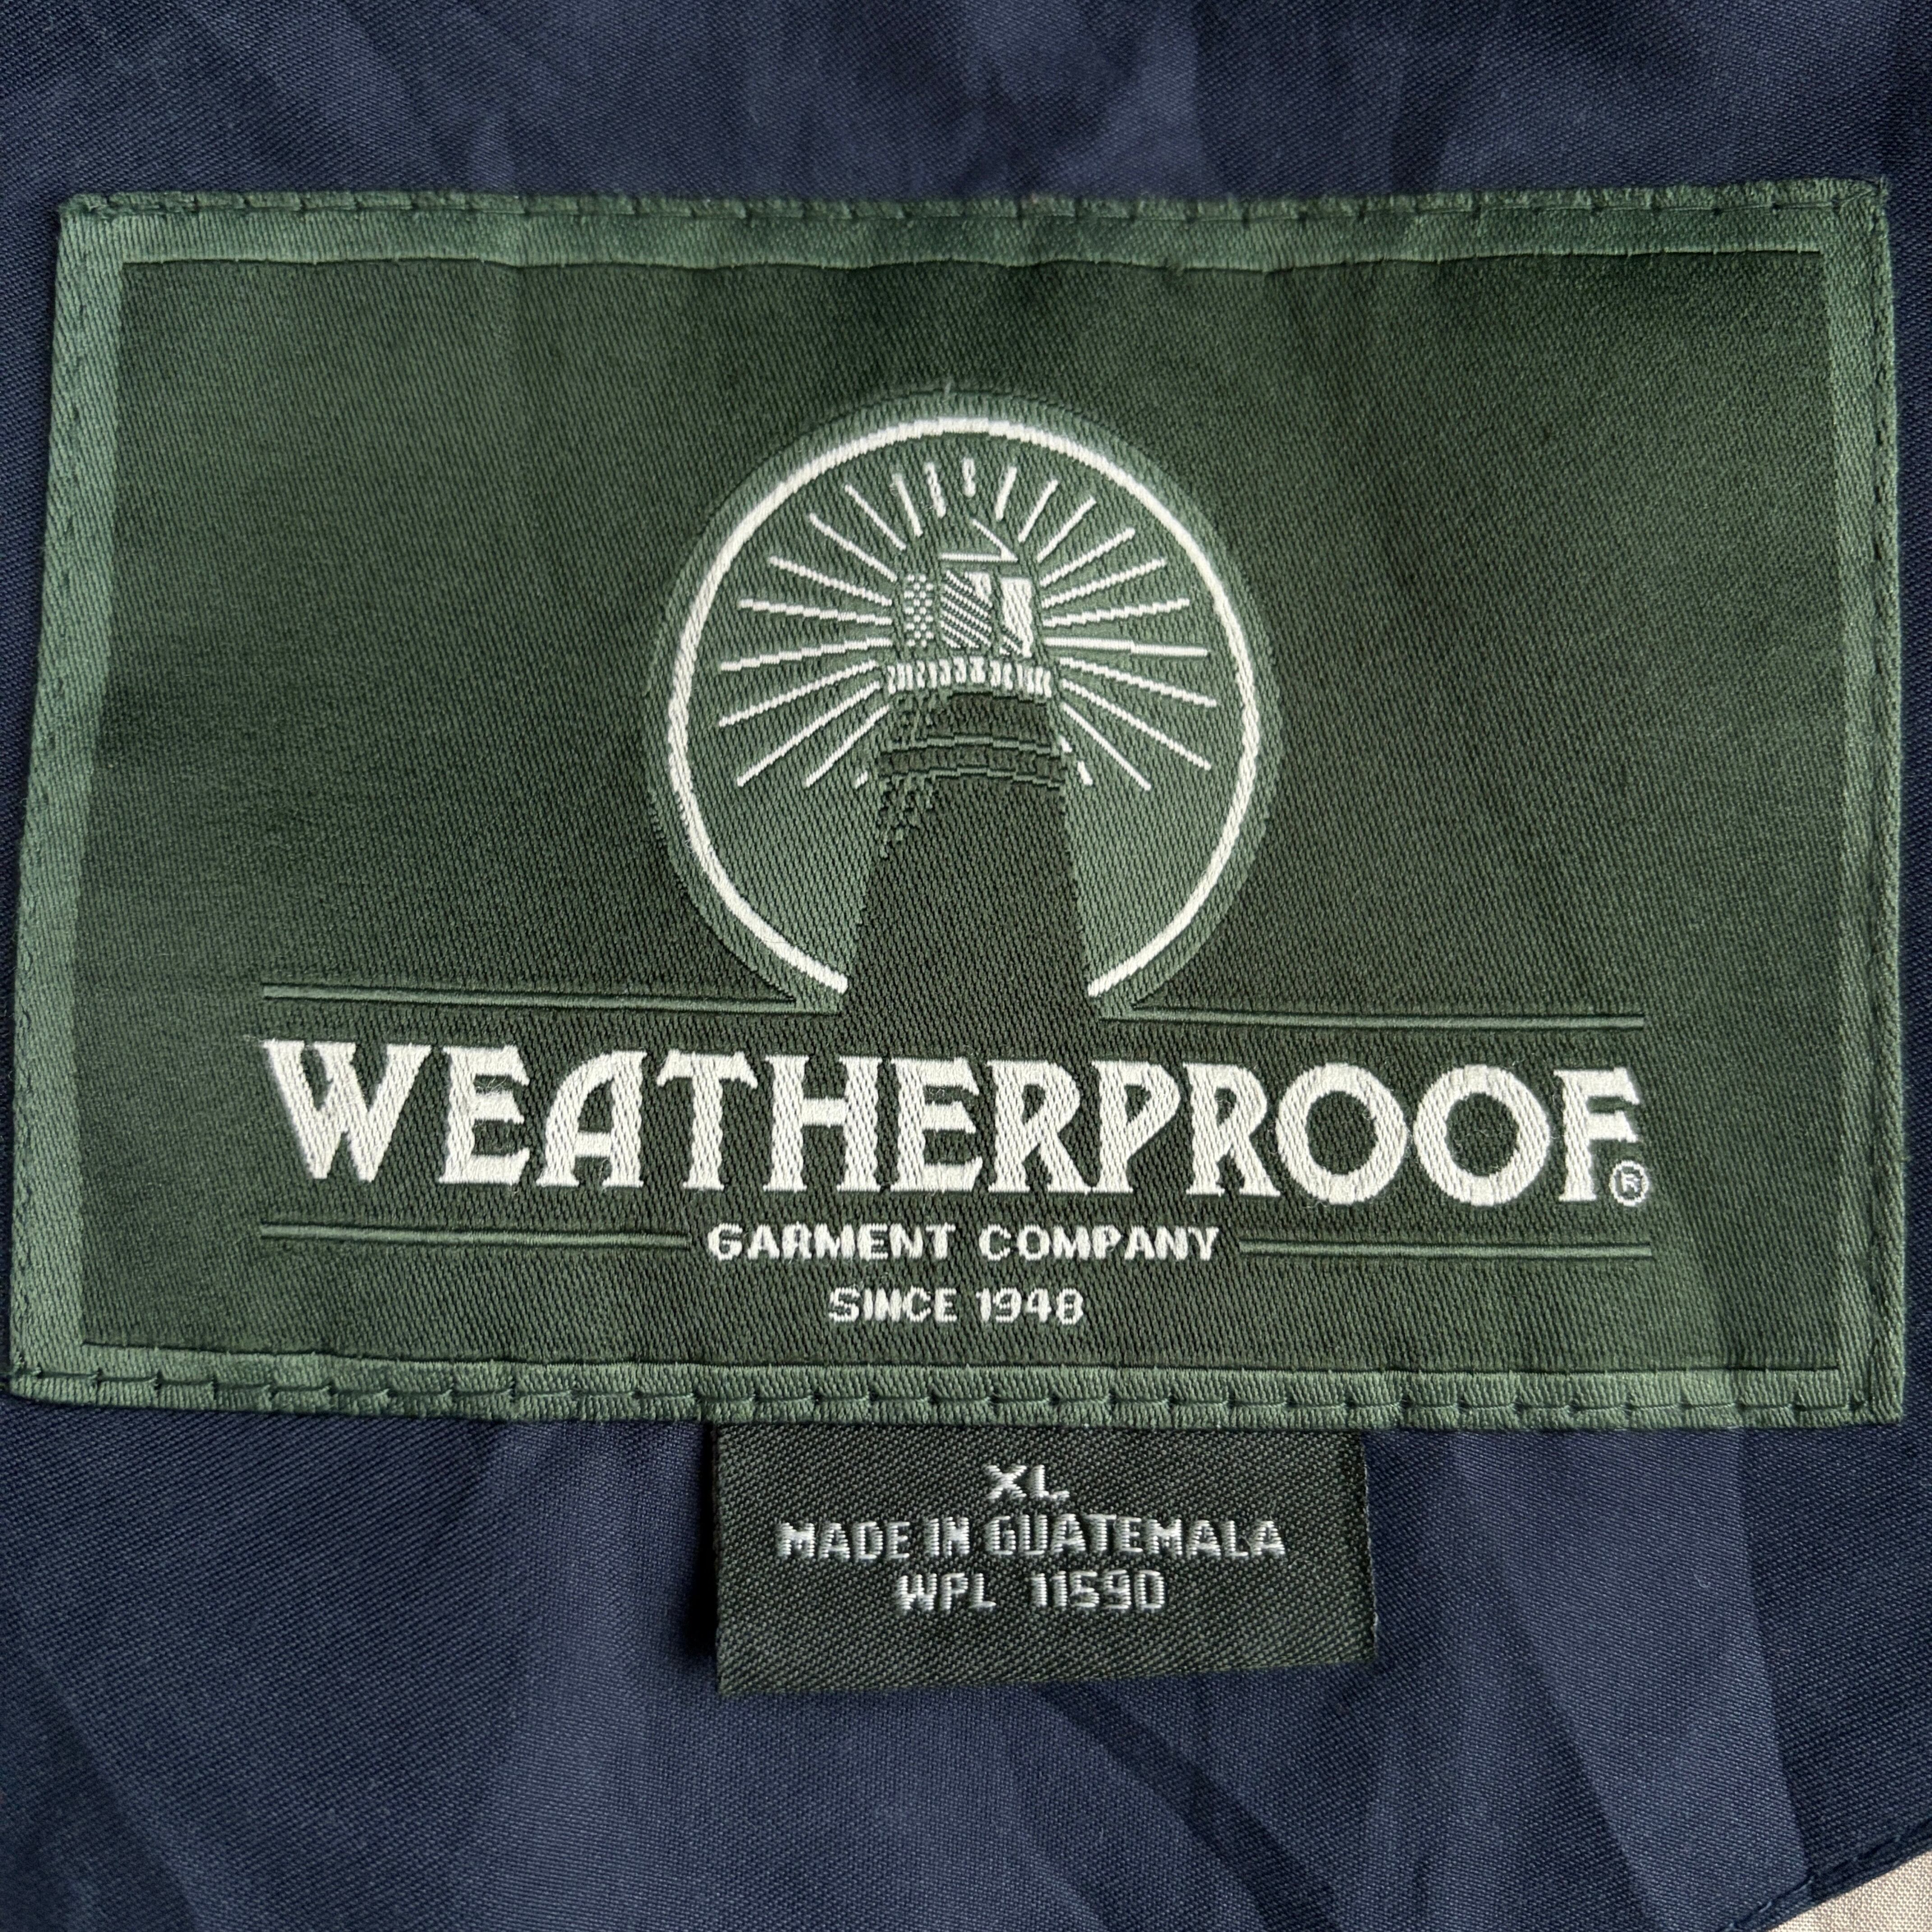 WEATHERPROOF®
GARMENT COMPANY
SINCE 1948
XL
MADE IN GUATEMALA
WPL 11590